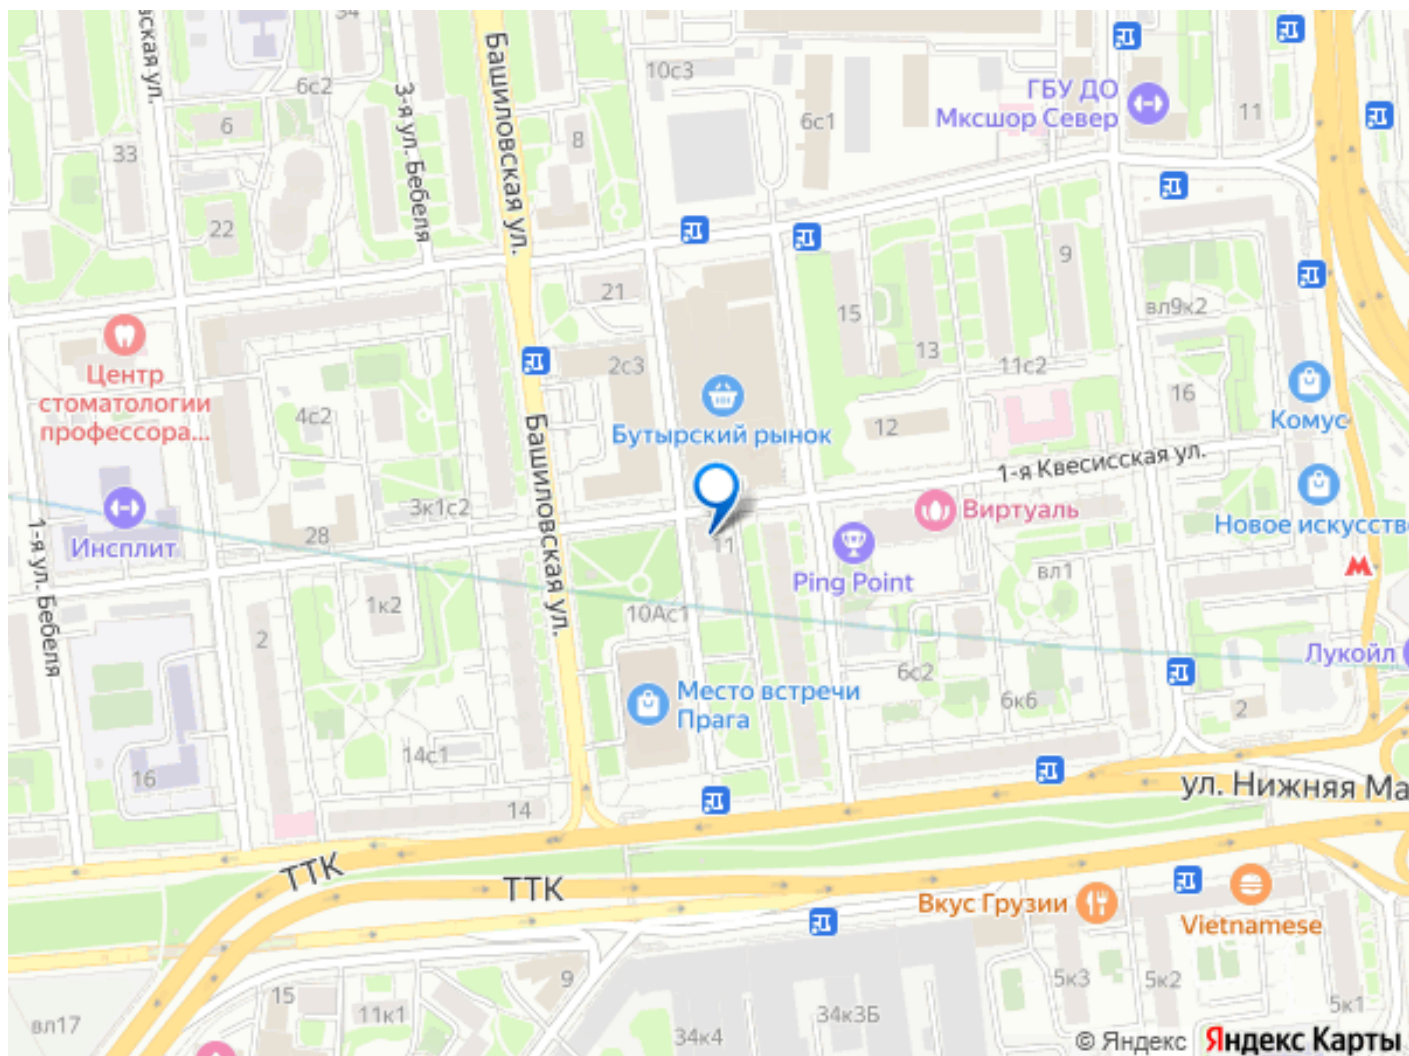 34
вская ул.
6с2
10с3
ГБУ ДО
Мксшор Север
6с1
11
6
8
33
3-я ул. Бебеля
Башиловская ул.
22
9
21
15
вл9к2
13
Центр
стоматологии
профессора...
2с3
11с2
16
Комус
4с2
12
Бутырский рынок
1-я Квесисская ул.
3к1с2
Башиловская ул.
Виртуаль
Новое искусство
Инсплит
28
11
1-я ул. Бебеля
Ping Point
вл1
1к2
10Ас1
2
Лукойл
6с2
Место встречи
Прага
6к6
2
14с1
16
14
ул. Нижняя Ма
ТТК
ТТК
Вкус Грузии
Vietnamese
9
5к3
5к2
15
11к1
5к1
вл17
34к3Б
34к4
© Яндекс
Яндекс Карты